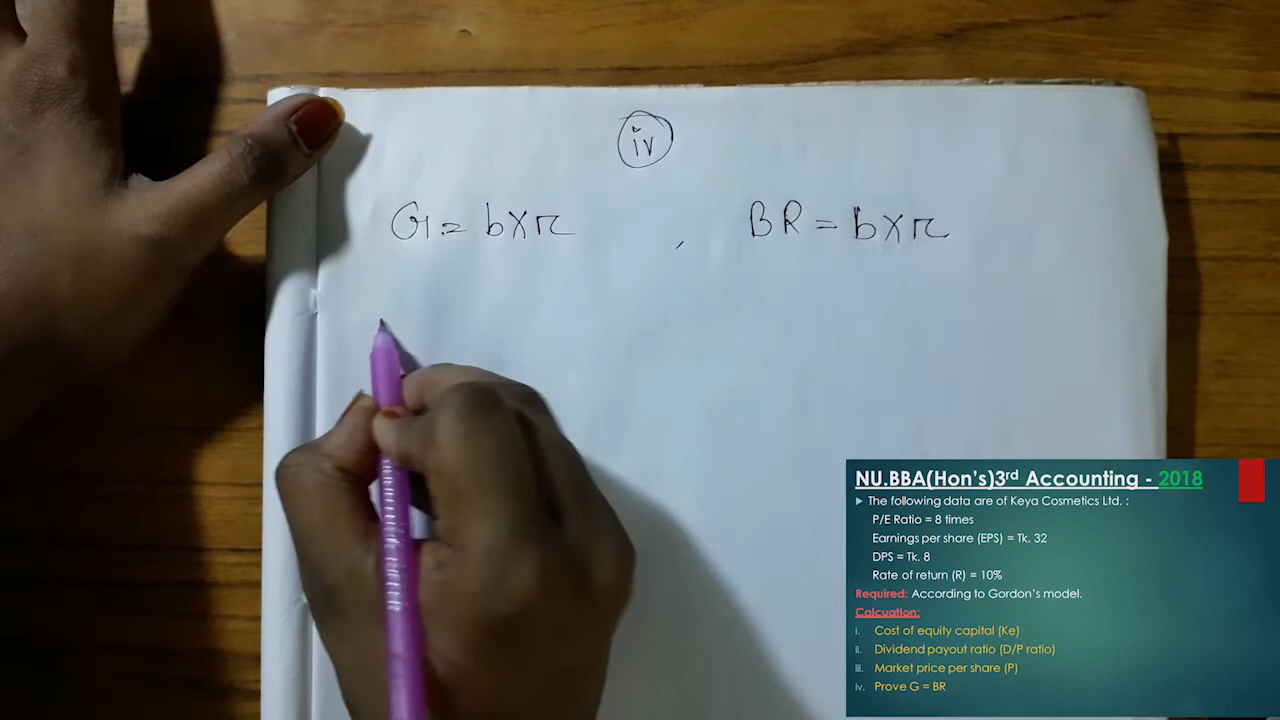 iv
G = b×r , BR = b×r
NU.BBA(Hon's)3rd Accounting - 2018
The following data are of Keya Cosmetics Ltd. :
P/E Ratio = 8 times
Earnings per share (EPS) = Tk. 32
DPS = Tk. 8
Rate of return (R) = 10%
Required: According to Gordon's model.
Calcuation:
i. Cost of equity capital (Ke)
ii. Dividend payout ratio (D/P ratio)
iii. Market price per share (P)
iv. Prove G = BR